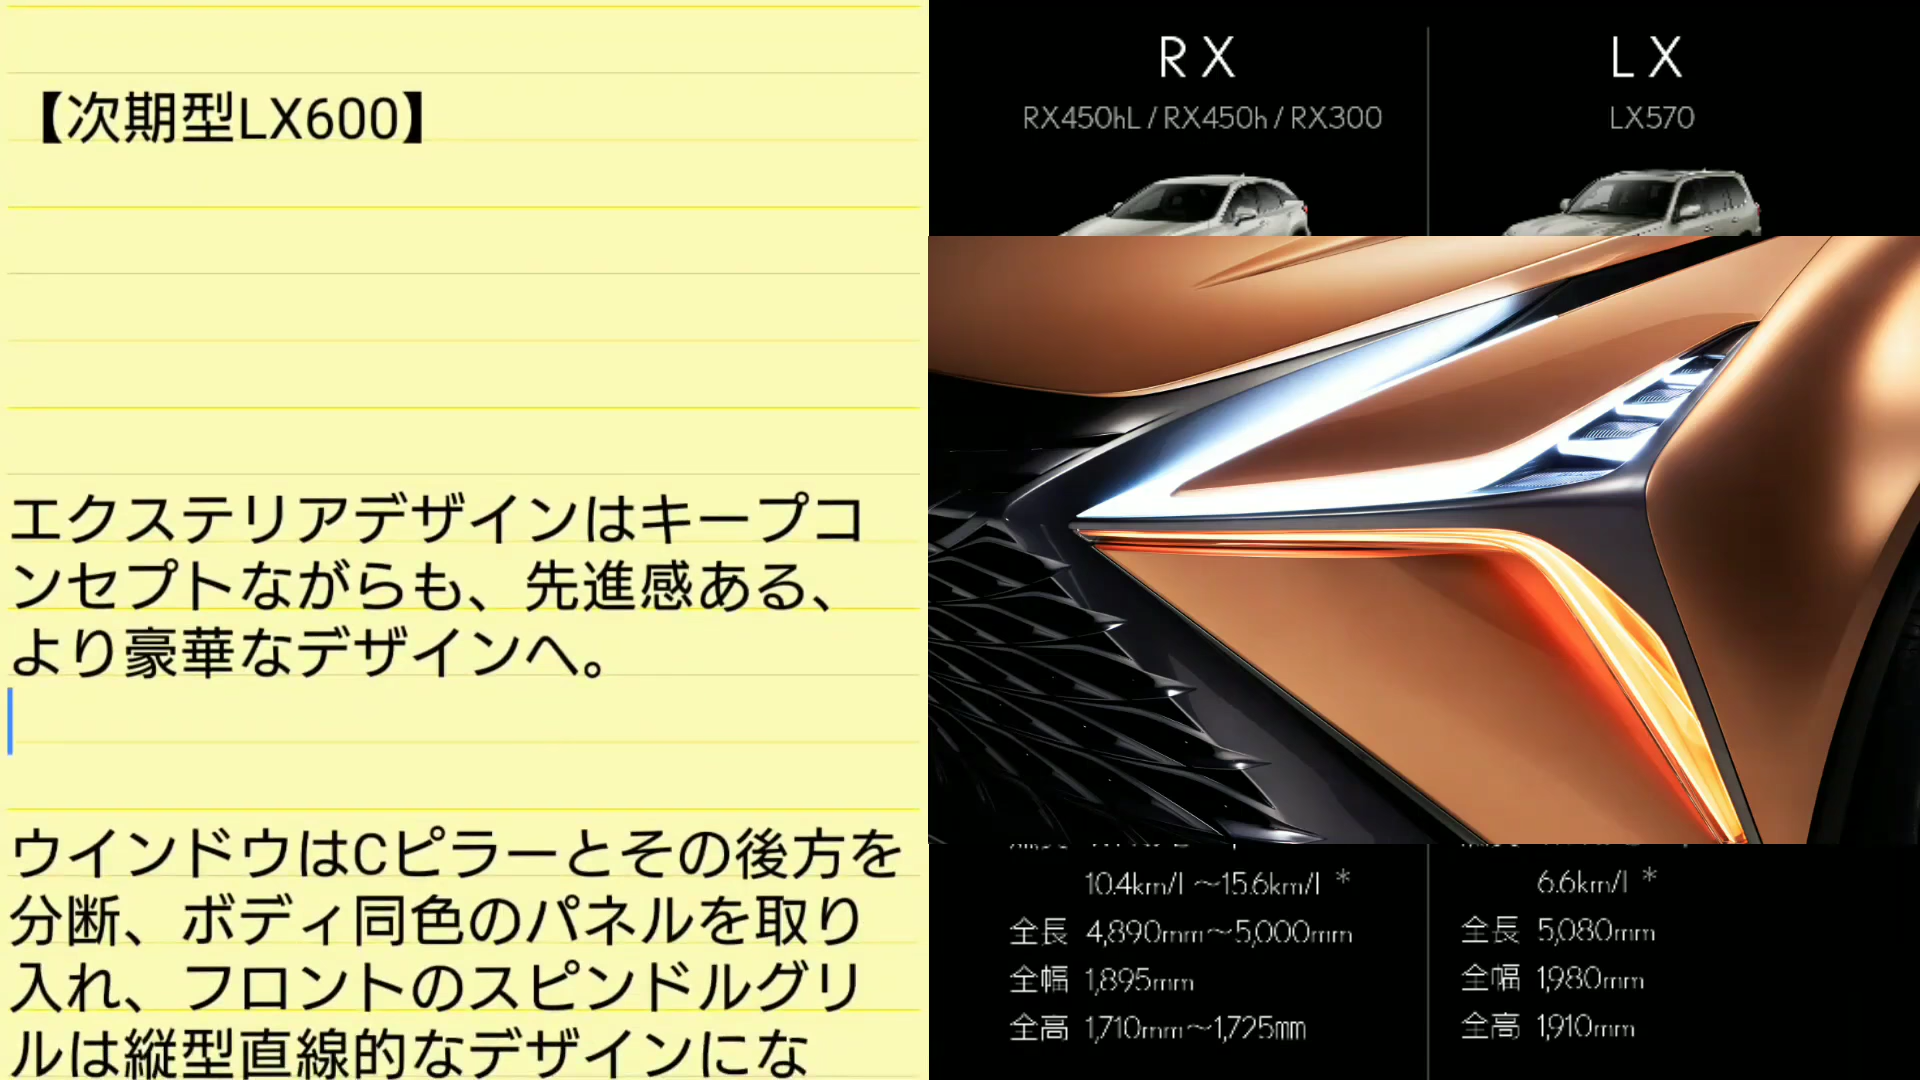 【次期型LX600】
エクステリアデザインはキープコ
ンセプトながらも、先進感ある、
より豪華なデザインへ。
ウインドウはCピラーとその後方を
分断、ボディ同色のパネルを取り
入れ、フロントのスピンドルグリ
ルは縦型直線的なデザインにな
RX
RX450hL / RX450h / RX300
10.4km/l ～15.6km/l *
全長 4,890mm～5,000mm
全幅 1,895mm
全高 1,710mm～1,725mm
LX
LX570
6.6km/l *
全長 5,080mm
全幅 1,980mm
全高 1,910mm